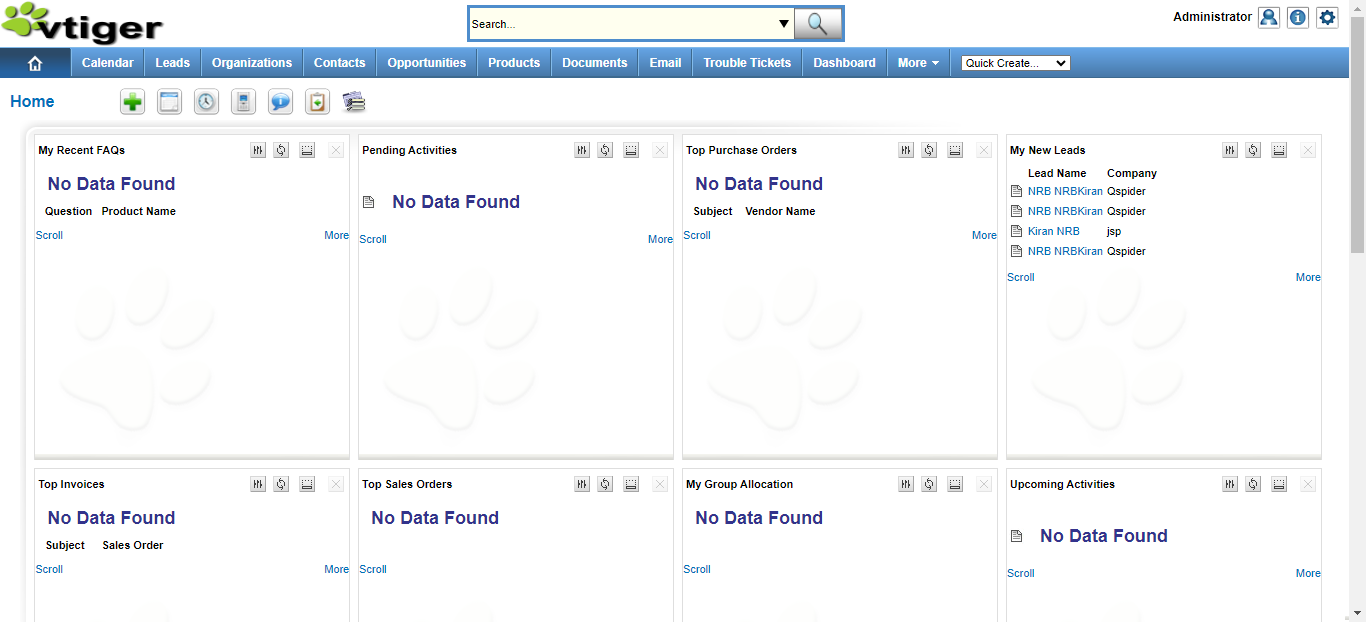 vtiger
Search...
Administrator
Calendar Leads Organizations Contacts Opportunities Products Documents Email Trouble Tickets Dashboard More Quick Create...
Home
My Recent FAQs
No Data Found
Question Product Name
Scroll More
Pending Activities
No Data Found
Scroll More
Top Purchase Orders
No Data Found
Subject Vendor Name
Scroll More
My New Leads
Lead Name Company
NRB NRBKiran Qspider
NRB NRBKiran Qspider
Kiran NRB jsp
NRB NRBKiran Qspider
Scroll More
Top Invoices
No Data Found
Subject Sales Order
Scroll More
Top Sales Orders
No Data Found
Scroll
My Group Allocation
No Data Found
Scroll
Upcoming Activities
No Data Found
Scroll More